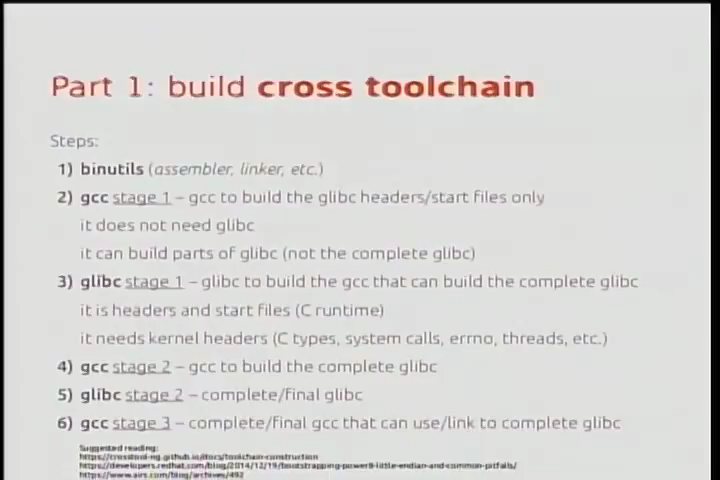 Part 1: build cross toolchain
Steps:
1) binutils (assembler, linker, etc.)
2) gcc stage 1 – gcc to build the glibc headers/start files only
it does not need glibc
it can build parts of glibc (not the complete glibc)
3) glibc stage 1 – glibc to build the gcc that can build the complete glibc
it is headers and start files (C runtime)
it needs kernel headers (C types, system calls, errno, threads, etc.)
4) gcc stage 2 – gcc to build the complete glibc
5) glibc stage 2 – complete/final glibc
6) gcc stage 3 – complete/final gcc that can use/link to complete glibc
Suggested reading:
https://crosstool-ng.github.io/docs/toolchain-construction
https://developers.redhat.com/blog/2014/12/19/bootstrapping-power8-little-endian-and-common-pitfalls/
https://www.airs.com/blog/archives/492